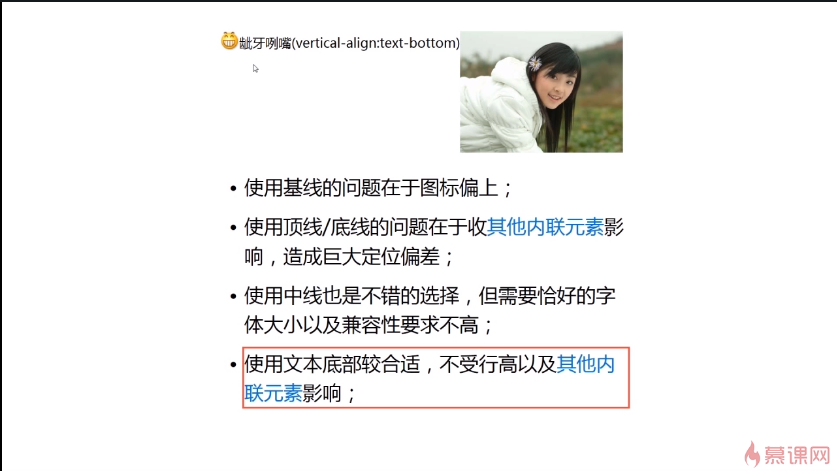 龇牙咧嘴(vertical-align:text-bottom)
• 使用基线的问题在于图标偏上；
• 使用顶线/底线的问题在于收其他内联元素影
响，造成巨大定位偏差；
• 使用中线也是不错的选择，但需要恰好的字
体大小以及兼容性要求不高；
• 使用文本底部较合适，不受行高以及其他内
联元素影响；
慕课网